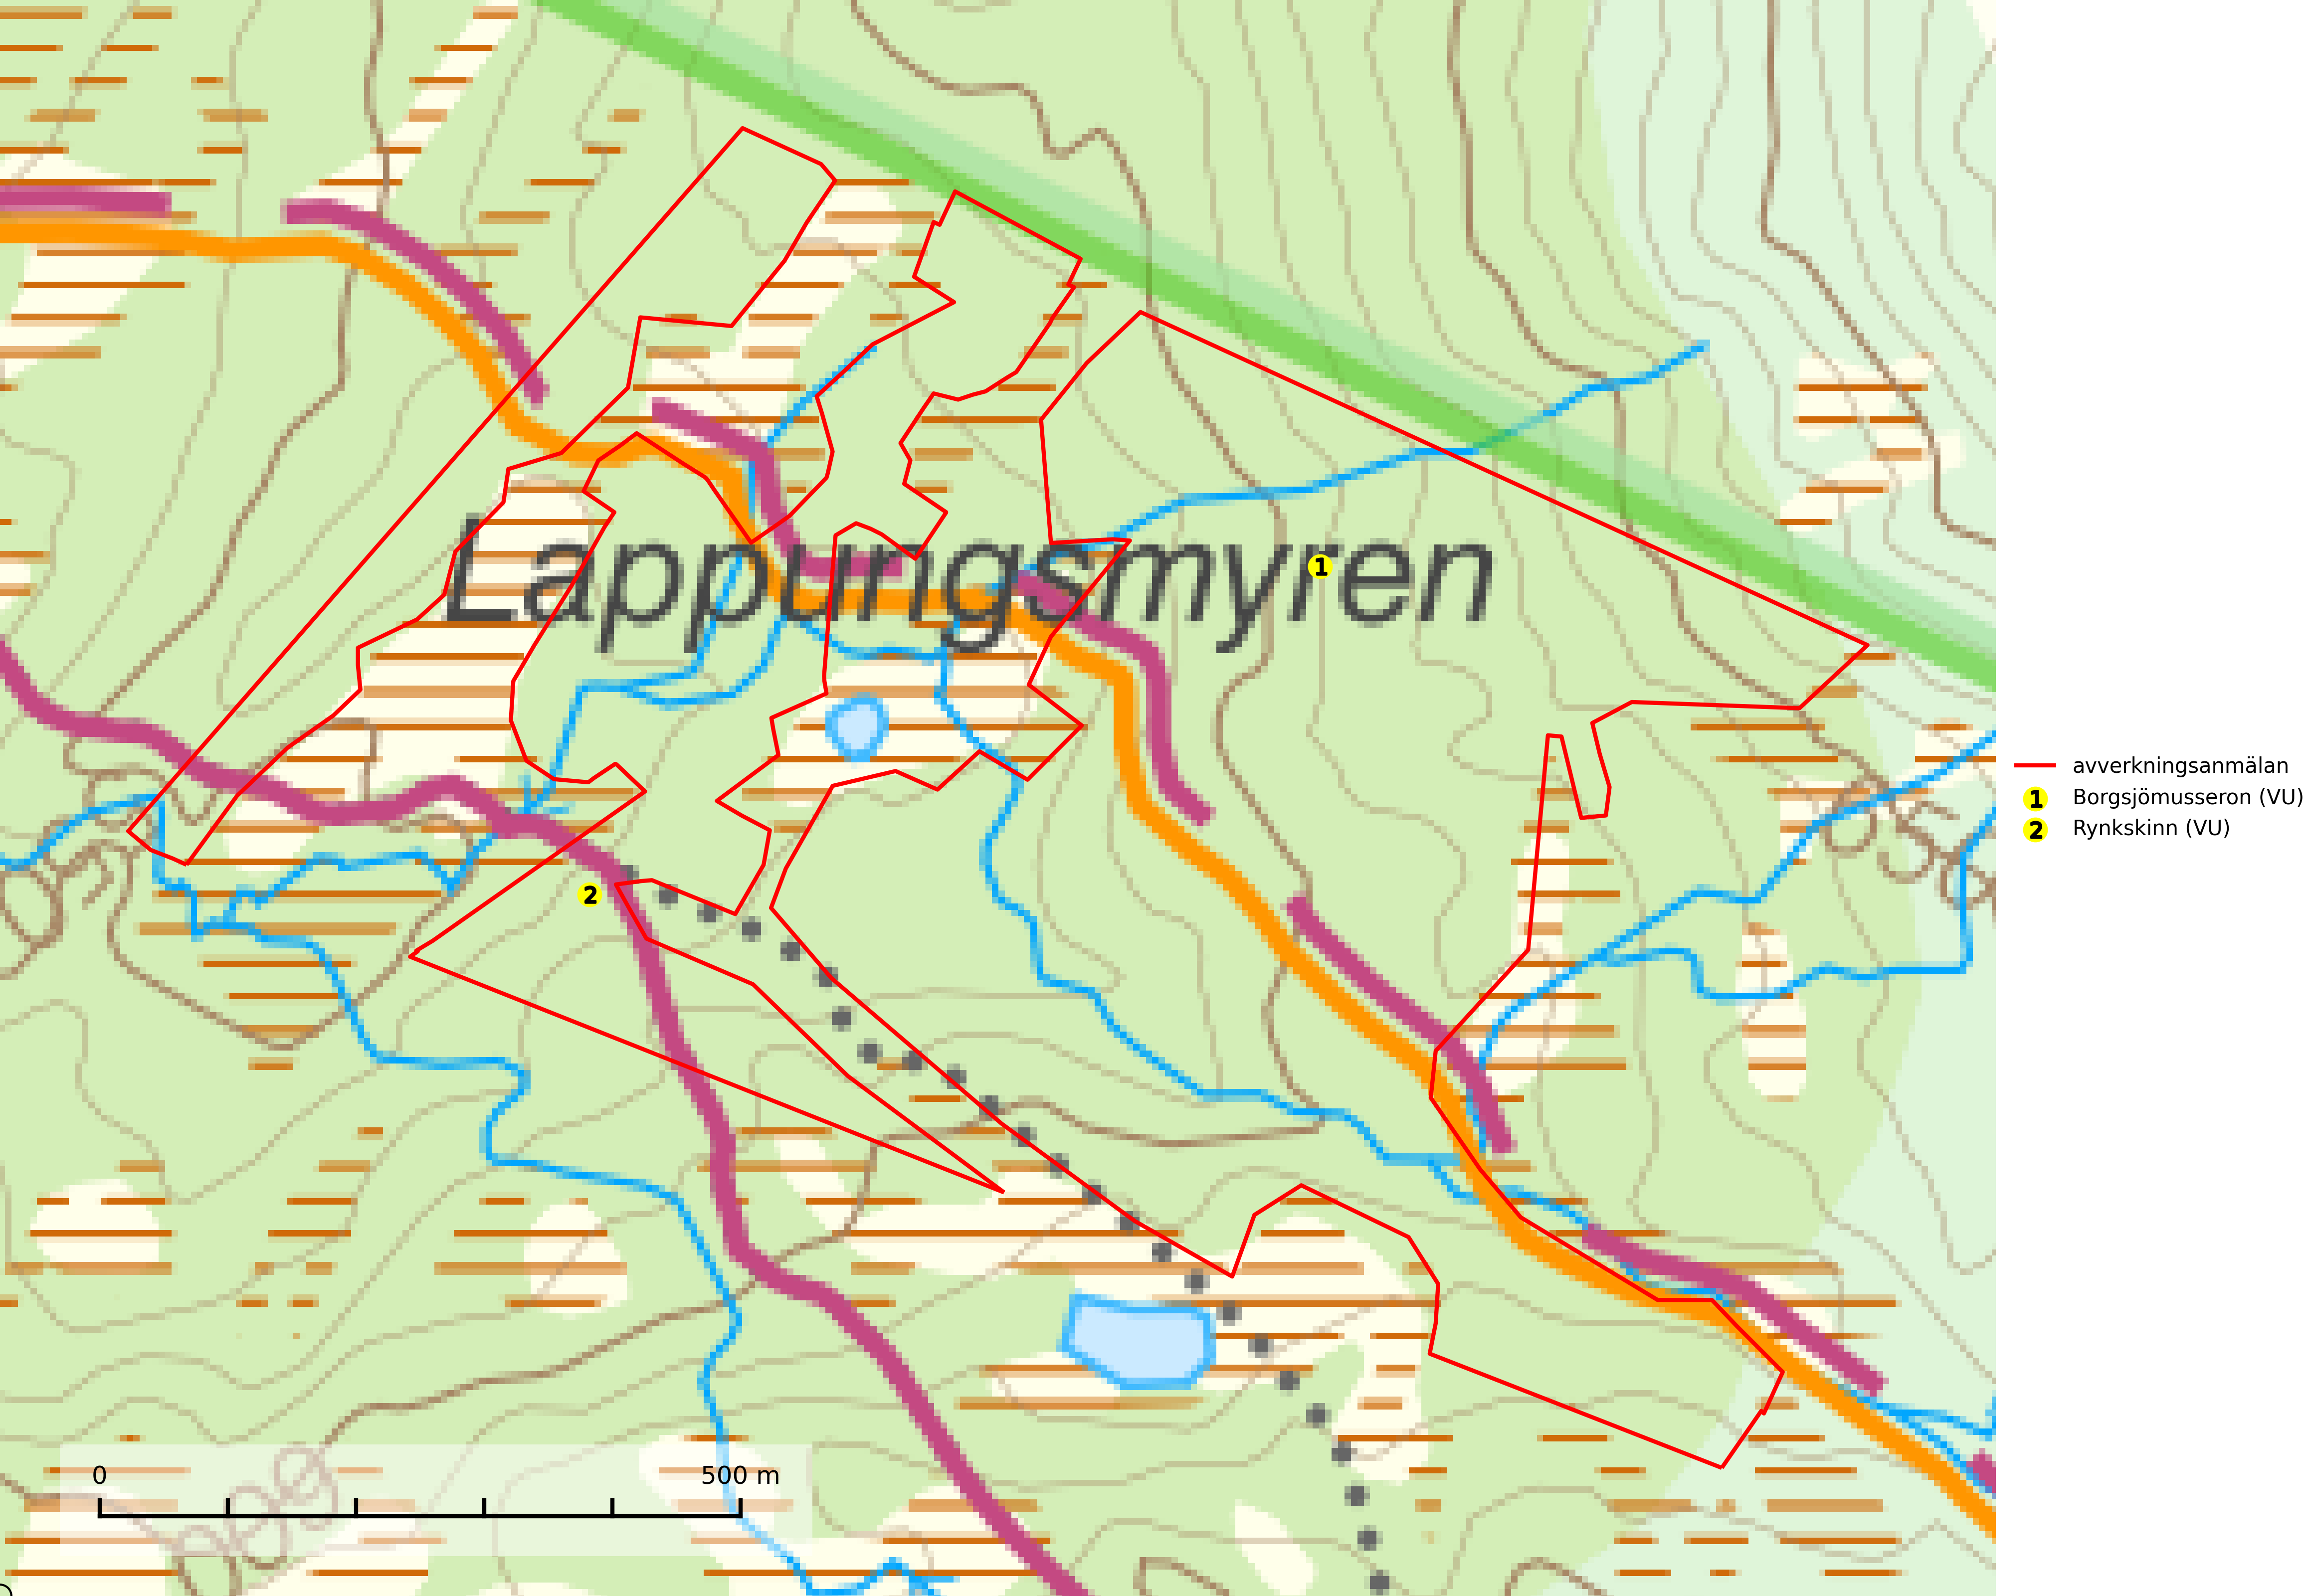 Lappungsmyren
1
2
avverkningsanmälan
1 Borgsjömusseron (VU)
2 Rynkskinn (VU)
0 500 m